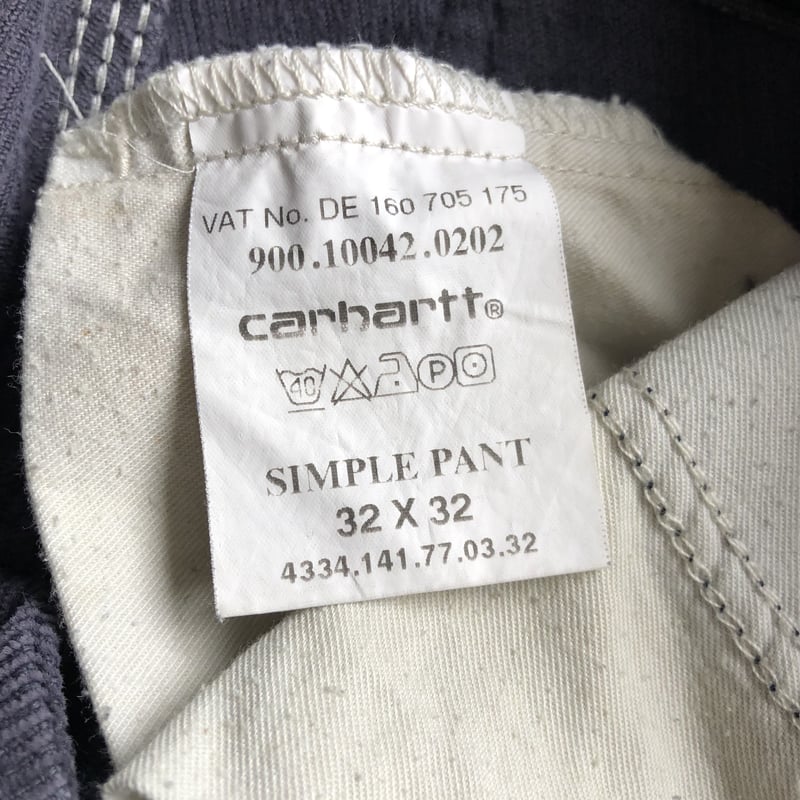 VAT No. DE 160 705 175
900.10042.0202
carhartt®
40 P
SIMPLE PANT
32 X 32
4334.141.77.03.32